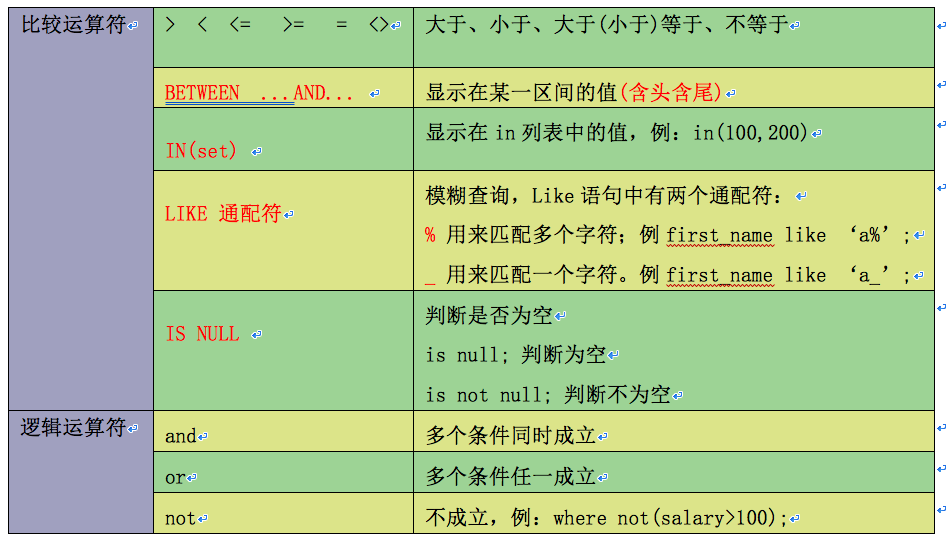 比较运算符
> < <= >= = <>
大于、小于、大于(小于)等于、不等于
BETWEEN ...AND...
显示在某一区间的值(含头含尾)
IN(set)
显示在 in 列表中的值，例：in(100,200)
LIKE 通配符
模糊查询，Like 语句中有两个通配符：
% 用来匹配多个字符；例 first_name like ‘a%’;
_ 用来匹配一个字符。例 first_name like ‘a_’;
IS NULL
判断是否为空
is null; 判断为空
is not null; 判断不为空
逻辑运算符
and
多个条件同时成立
or
多个条件任一成立
not
不成立，例：where not(salary>100);